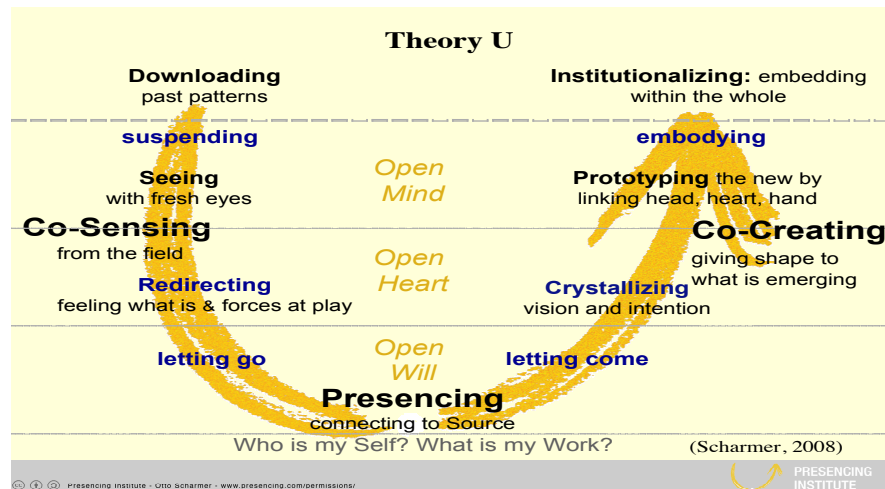 Theory U
Downloading
past patterns
Institutionalizing: embedding
within the whole
suspending
embodying
Open
Mind
Seeing
with fresh eyes
Prototyping the new by
linking head, heart, hand
Co-Sensing
from the field
Co-Creating
giving shape to
what is emerging
Open
Heart
Redirecting
feeling what is & forces at play
Crystallizing
vision and intention
Open
Will
letting go
letting come
Presencing
connecting to Source
Who is my Self? What is my Work?
(Scharmer, 2008)
Presencing Institute - Otto Scharmer - www.presencing.com/permissions/
PRESENCING
INSTITUTE